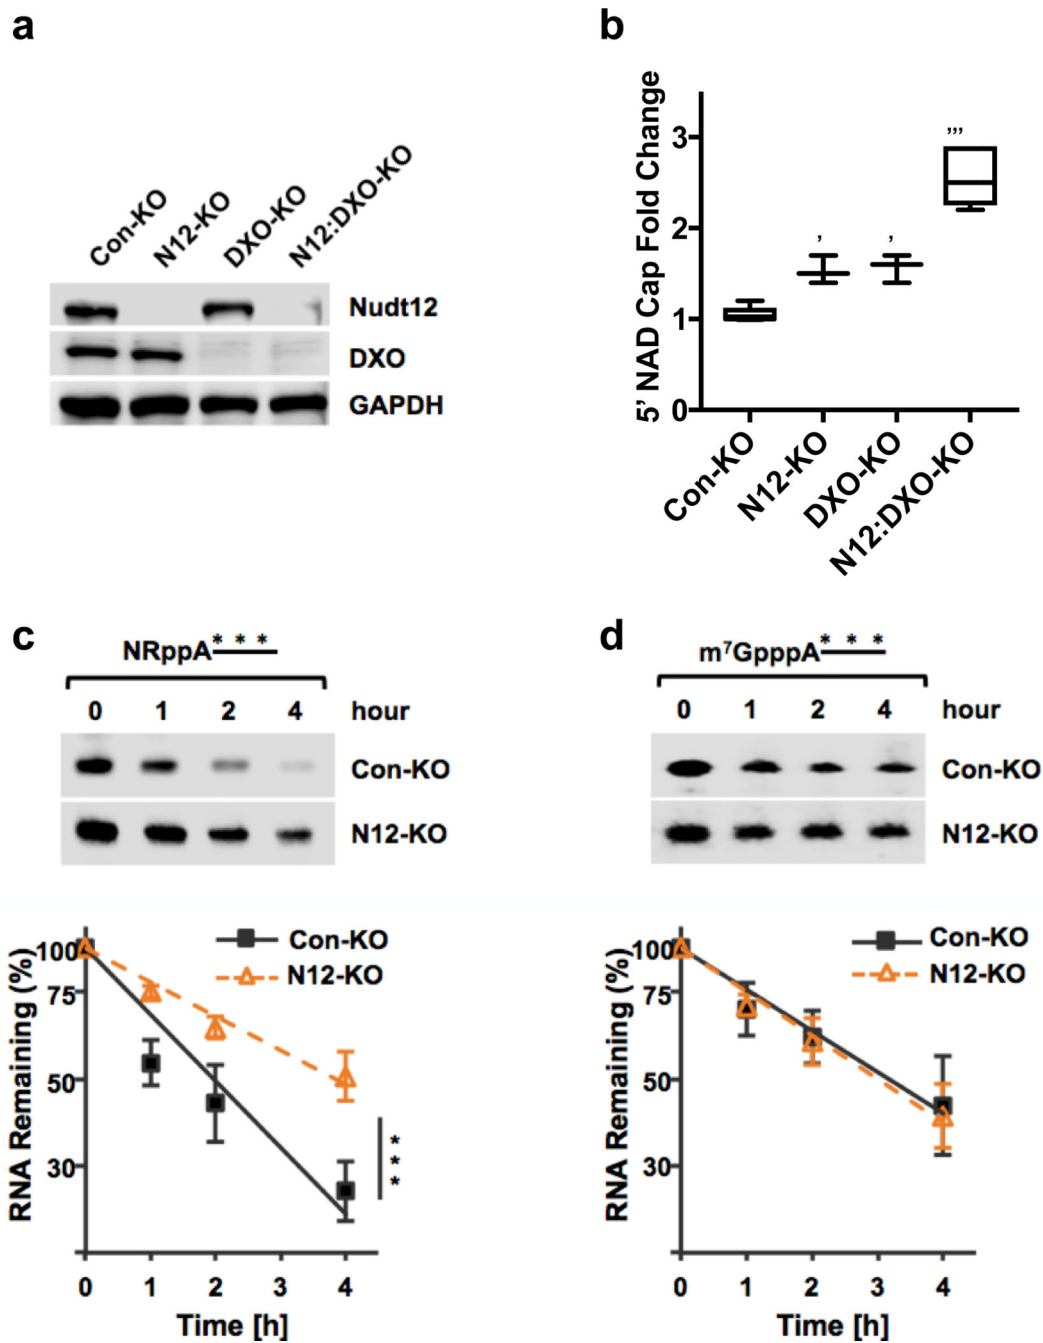 a
Con-KO
N12-KO
DXO-KO
N12:DXO-KO
Nudt12
DXO
GAPDH
b
5’ NAD Cap Fold Change
3
2
1
0
,
,
,,,
Con-KO
N12-KO
DXO-KO
N12:DXO-KO
c
NRppA* * *
0 1 2 4 hour
Con-KO
N12-KO
RNA Remaining (%)
100
75
50
30
Con-KO
N12-KO
* * *
0 1 2 3 4
Time [h]
d
m⁷GpppA* * *
0 1 2 4 hour
Con-KO
N12-KO
RNA Remaining (%)
100
75
50
30
Con-KO
N12-KO
0 1 2 3 4
Time [h]